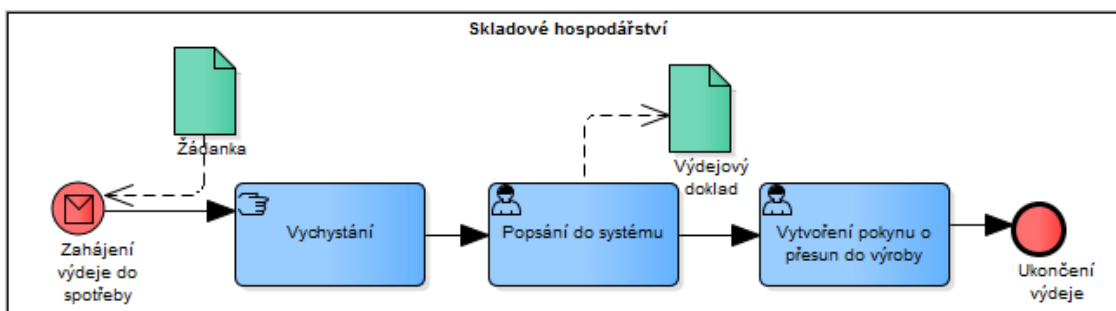 Skladové hospodářství
Žádanka
Výdejový
doklad
Zahájení
výdeje do
spotřeby
Vychystání
Popsání do systému
Vytvoření pokynu o
přesun do výroby
Ukončení
výdeje